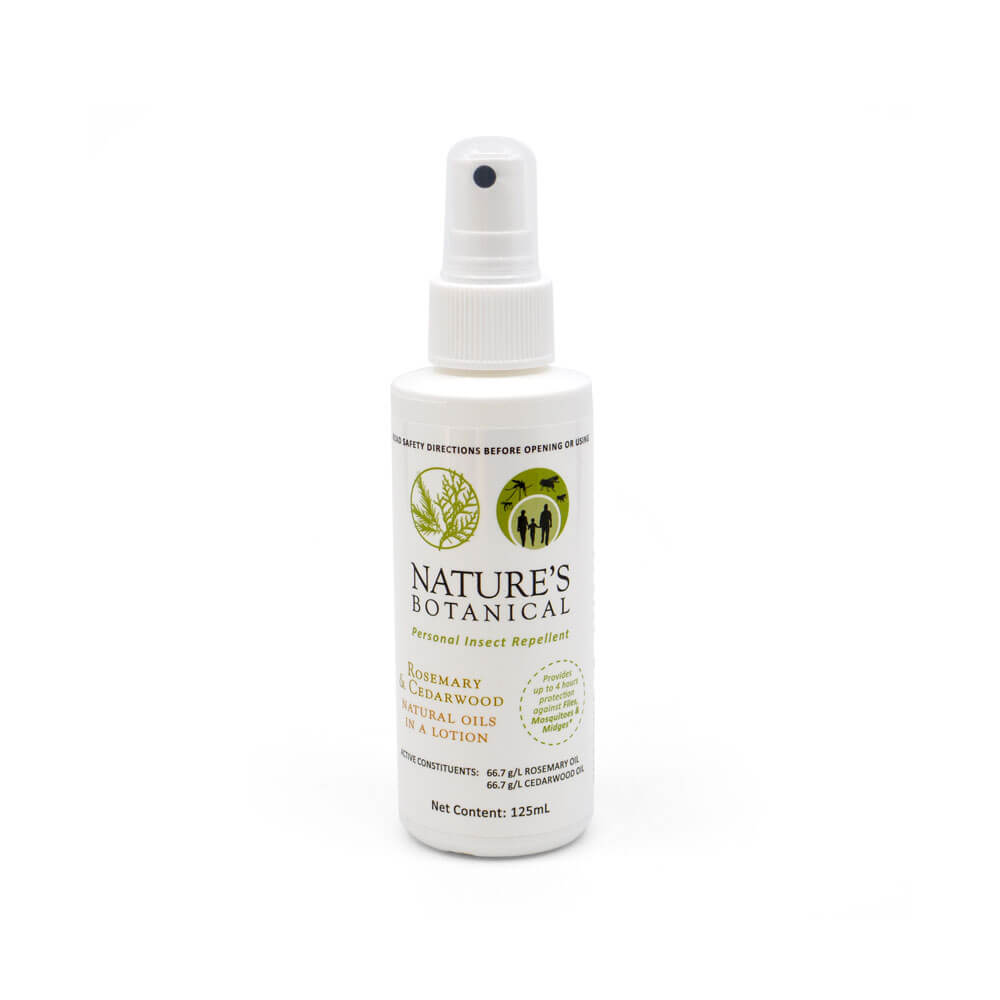 READ SAFETY DIRECTIONS BEFORE OPENING OR USING
NATURE'S
BOTANICAL
Personal Insect Repellent
ROSEMARY
& CEDARWOOD
NATURAL OILS
IN A LOTION
Provides
up to 4 hours
protection
against Flies,
Mosquitoes &
Midges*
ACTIVE CONSTITUENTS: 66.7 g/L ROSEMARY OIL
66.7 g/L CEDARWOOD OIL
Net Content: 125mL